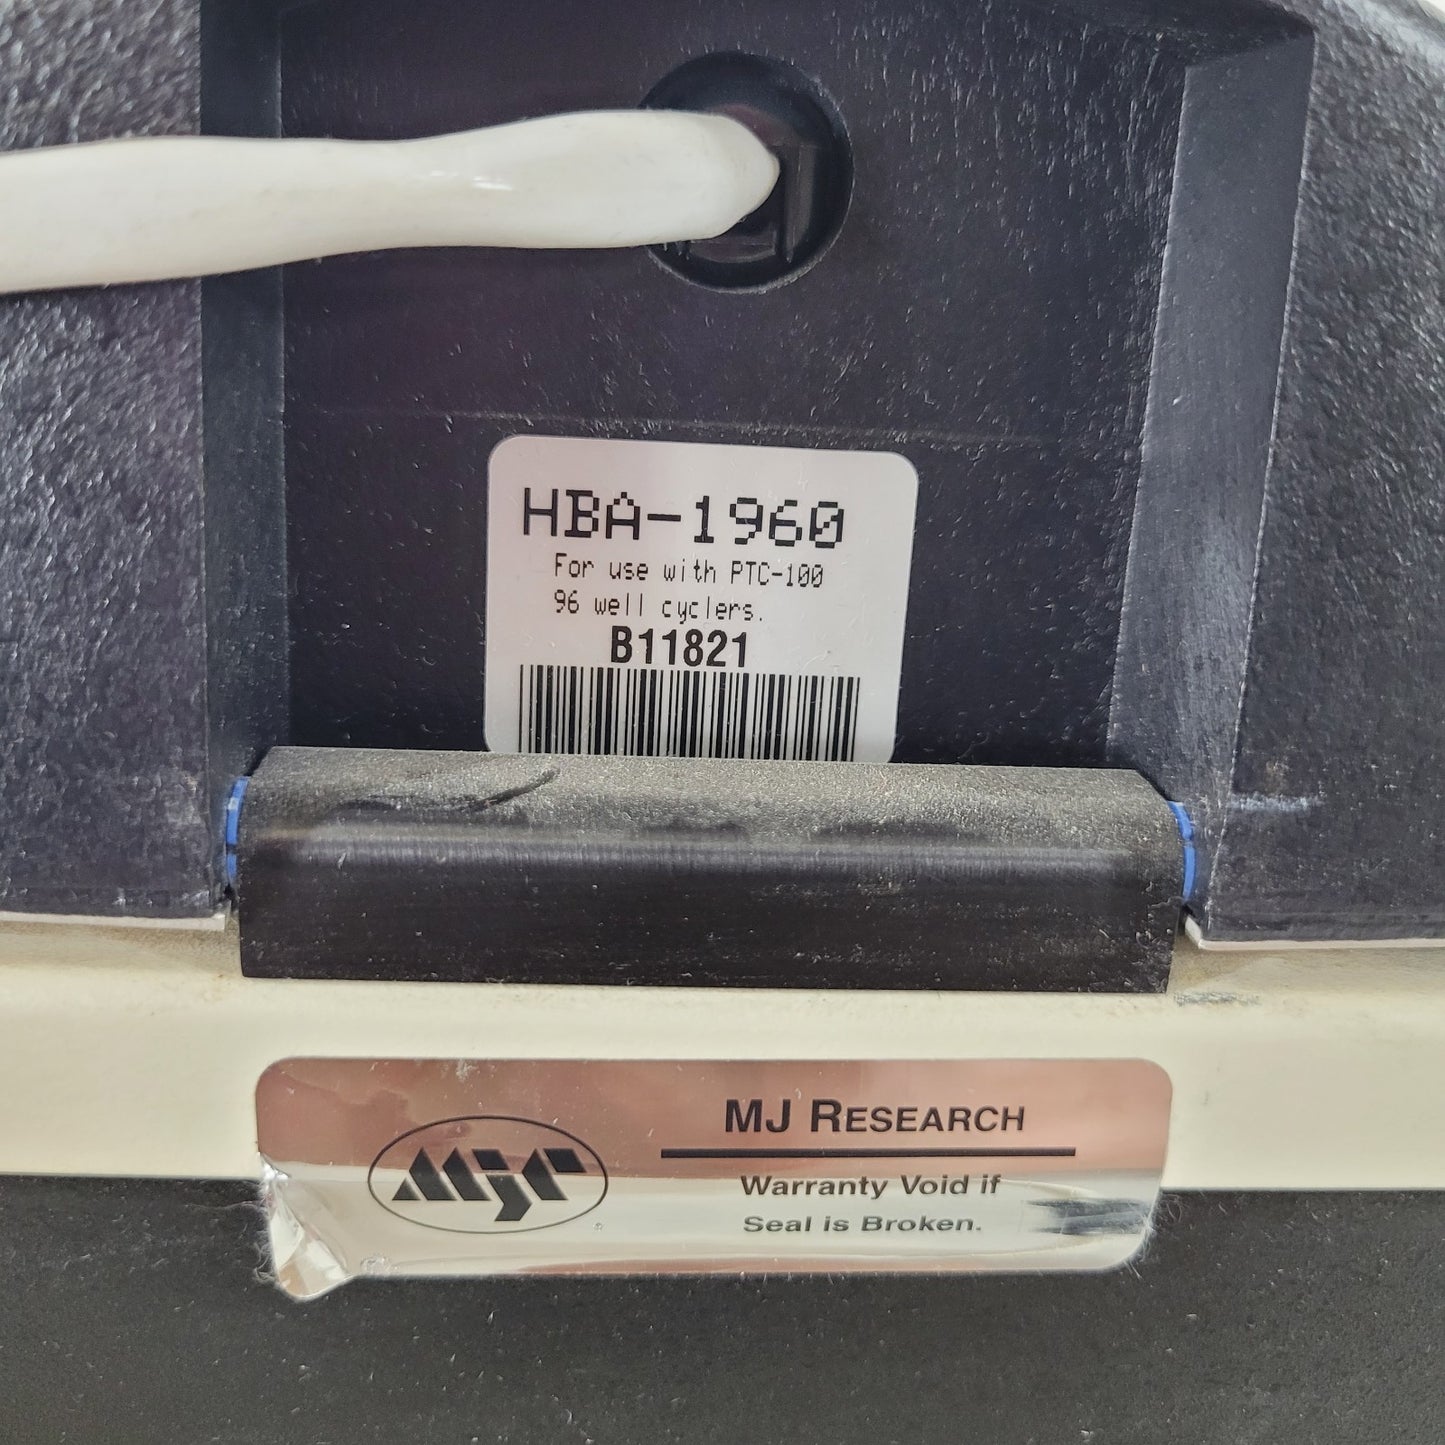 HBA-1960
For use with PTC-100
96 well cyclers.
B11821
MJR
MJ RESEARCH
Warranty Void if
Seal is Broken.